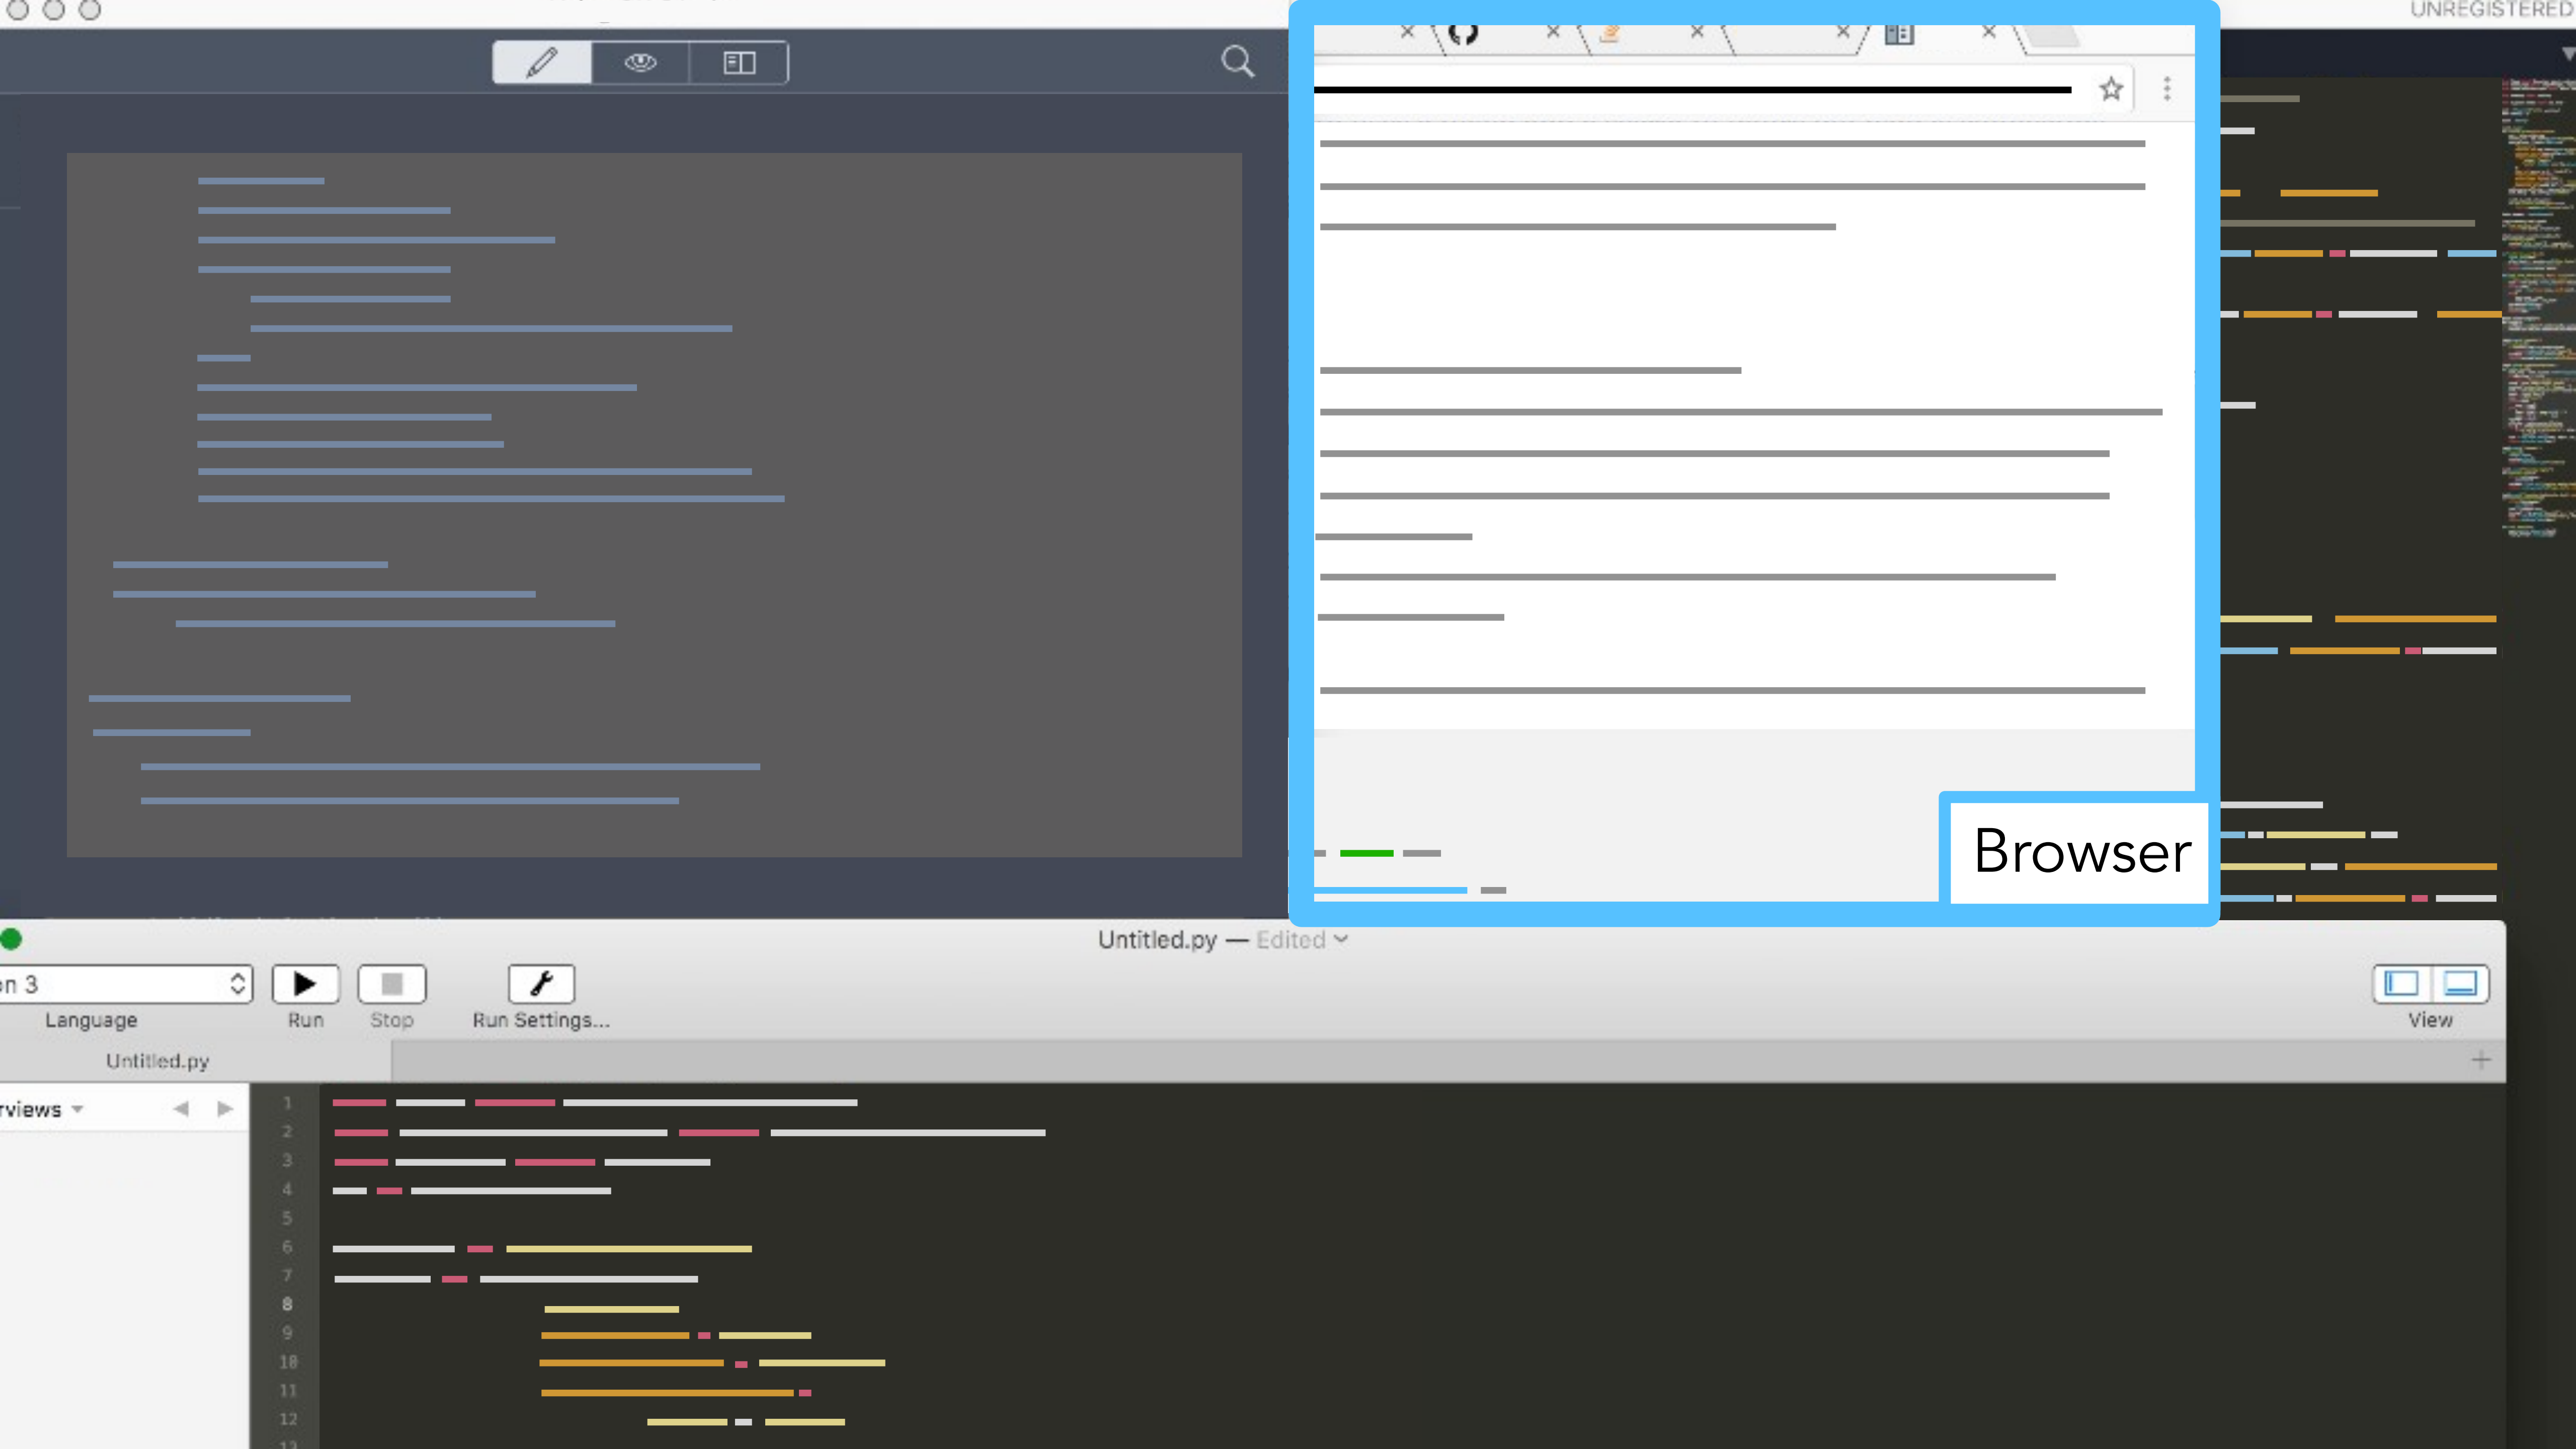 UNREGISTERED
Browser
Untitled.py — Edited
n 3
Language
Run
Stop
Run Settings...
View
Untitled.py
rviews
1
2
3
4
5
6
7
8
9
10
11
12
13